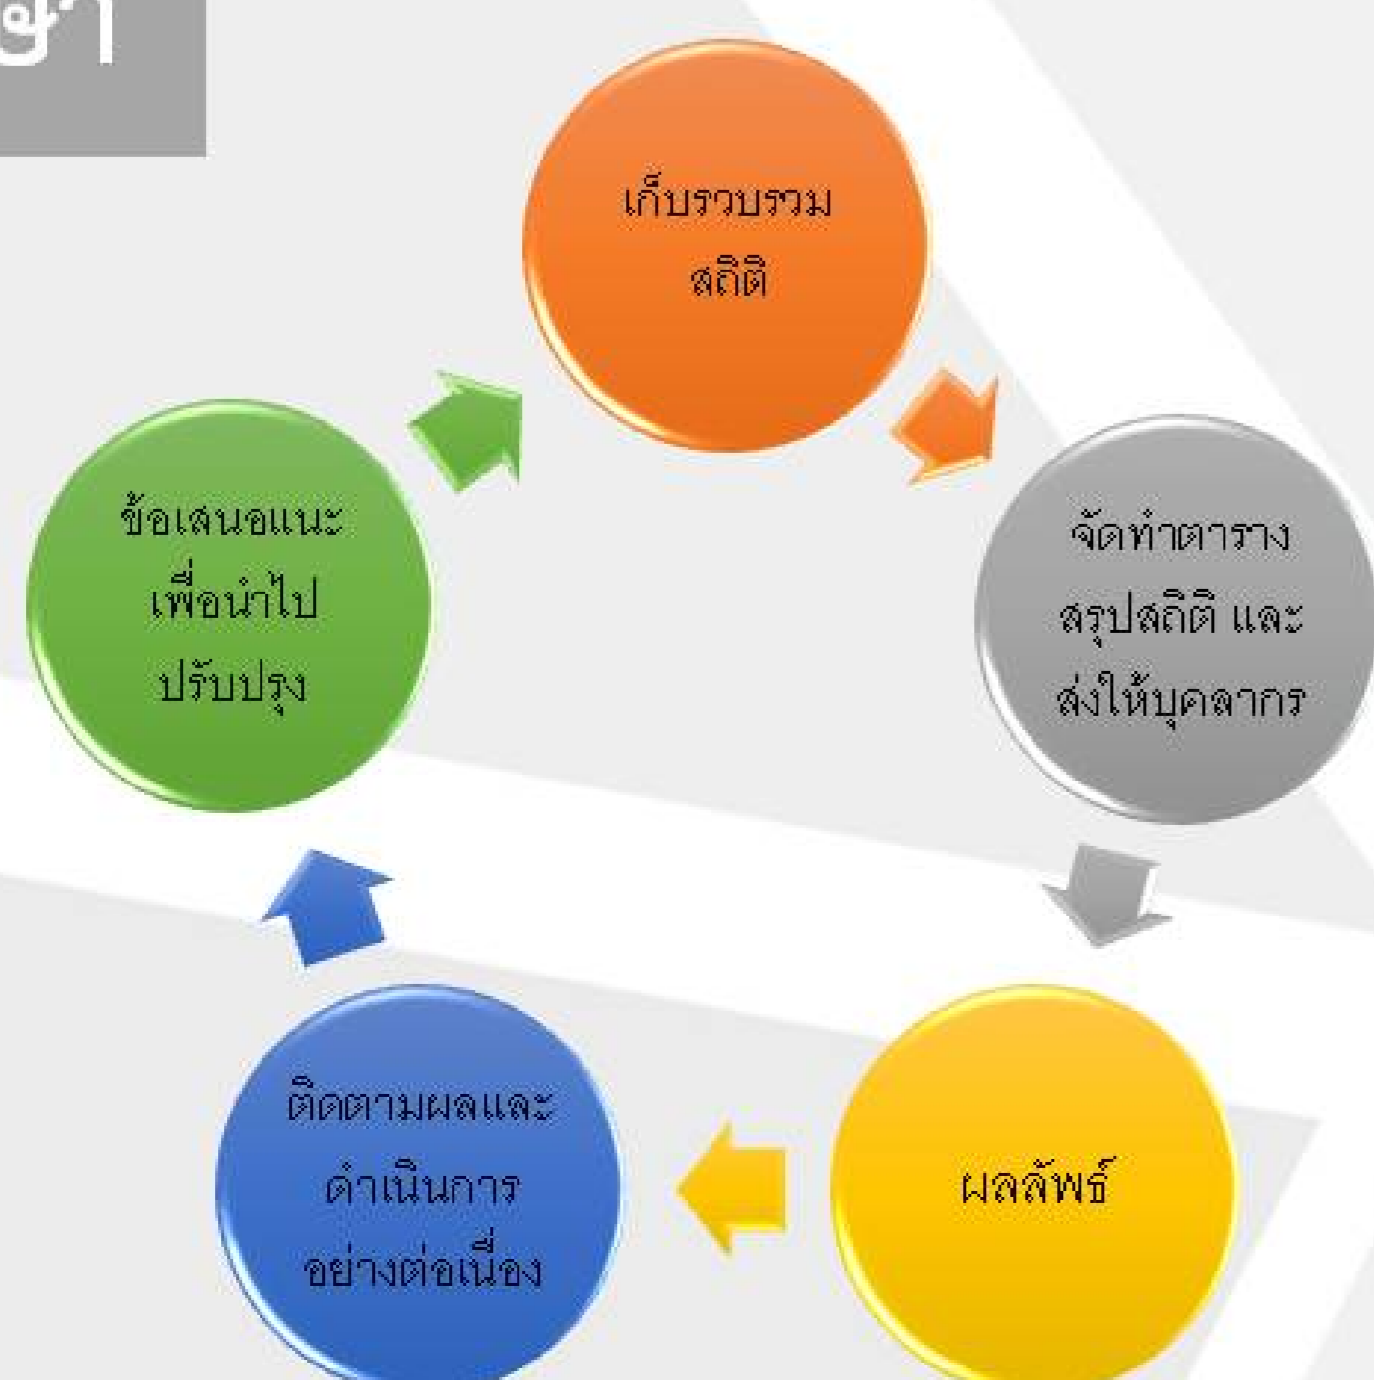 เก็บรวบรวม
สถิติ
จัดทำตาราง
สรุปสถิติ และ
ส่งให้บุคลากร
ผลลัพธ์
ติดตามผลและ
ดำเนินการ
อย่างต่อเนื่อง
ข้อเสนอแนะ
เพื่อนำไป
ปรับปรุง